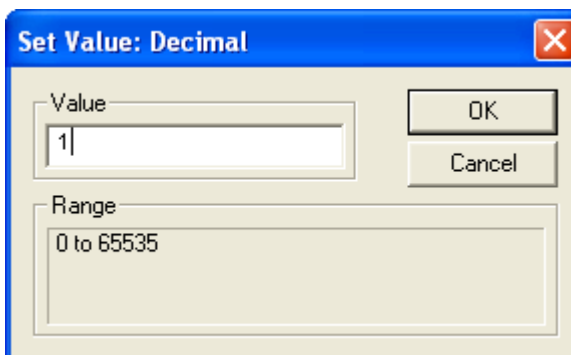 Set Value: Decimal
Value
1
OK
Cancel
Range
0 to 65535